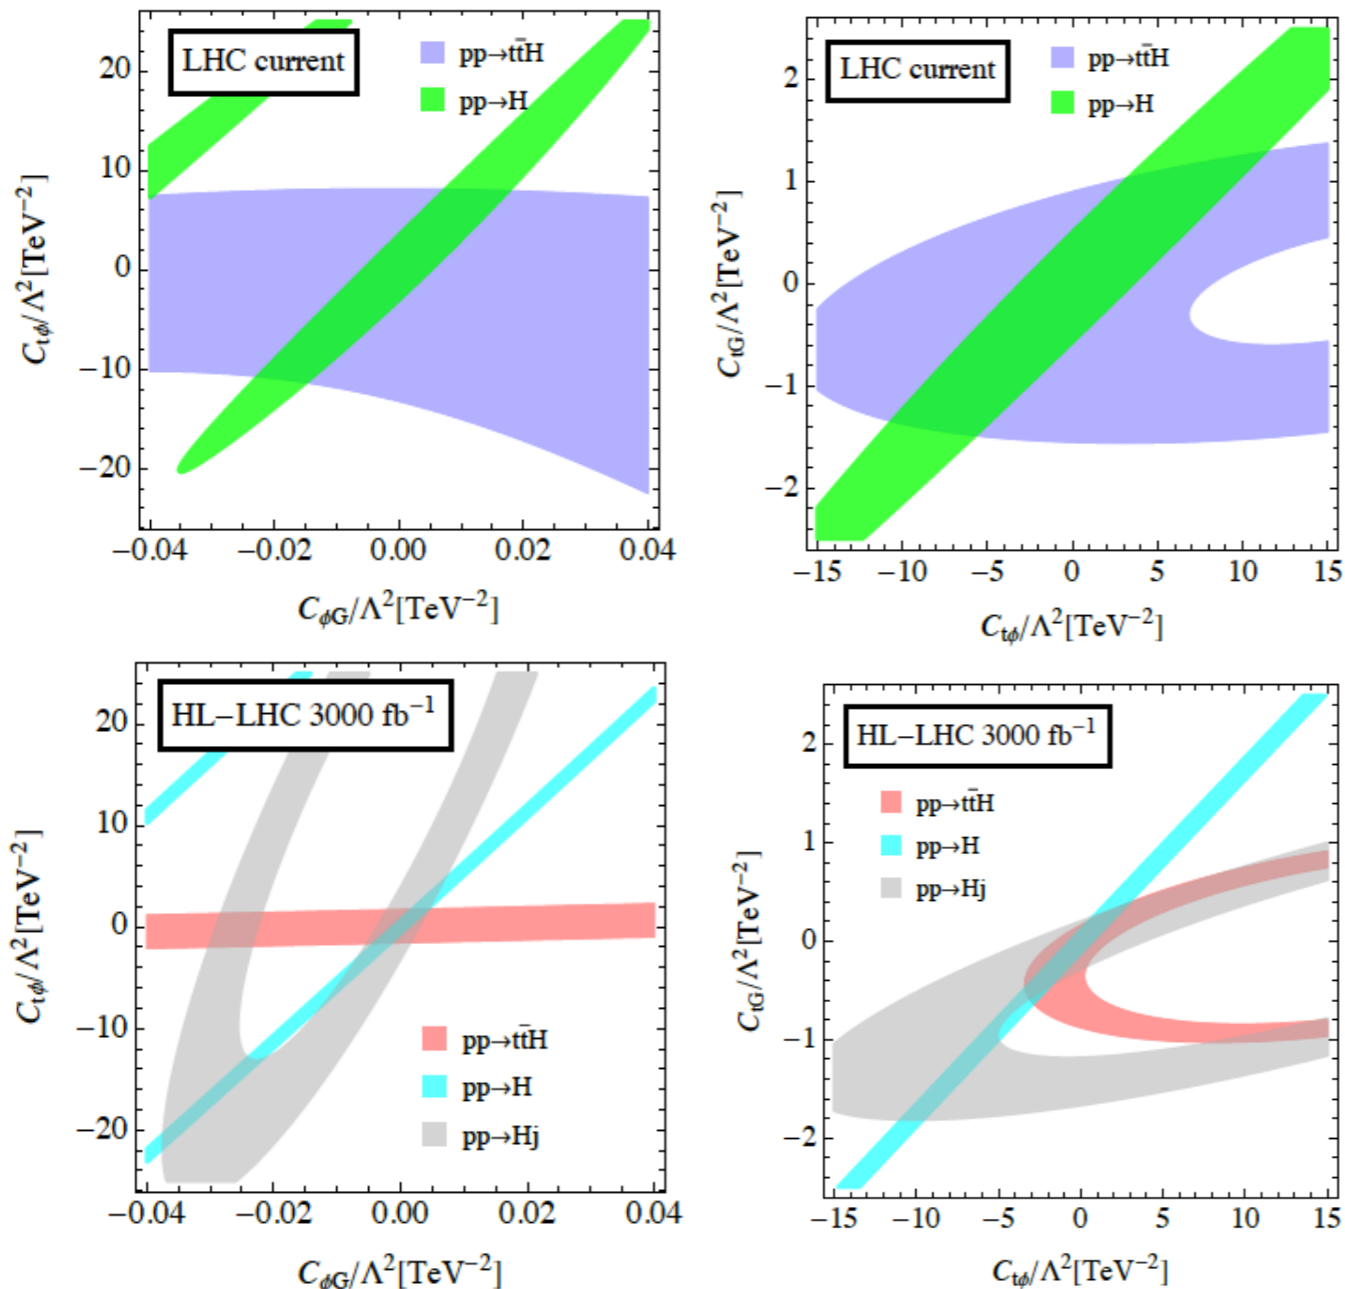 LHC current
pp→tt̄H
pp→H
20
10
0
−10
−20
C_tϕ/Λ²[TeV⁻²]
−0.04 −0.02 0.00 0.02 0.04
C_ϕG/Λ²[TeV⁻²]
LHC current
pp→tt̄H
pp→H
2
1
0
−1
−2
C_tG/Λ²[TeV⁻²]
−15 −10 −5 0 5 10 15
C_tϕ/Λ²[TeV⁻²]
HL−LHC 3000 fb⁻¹
20
10
0
−10
−20
C_tϕ/Λ²[TeV⁻²]
pp→tt̄H
pp→H
pp→Hj
−0.04 −0.02 0.00 0.02 0.04
C_ϕG/Λ²[TeV⁻²]
HL−LHC 3000 fb⁻¹
pp→tt̄H
pp→H
pp→Hj
2
1
0
−1
−2
C_tG/Λ²[TeV⁻²]
−15 −10 −5 0 5 10 15
C_tϕ/Λ²[TeV⁻²]